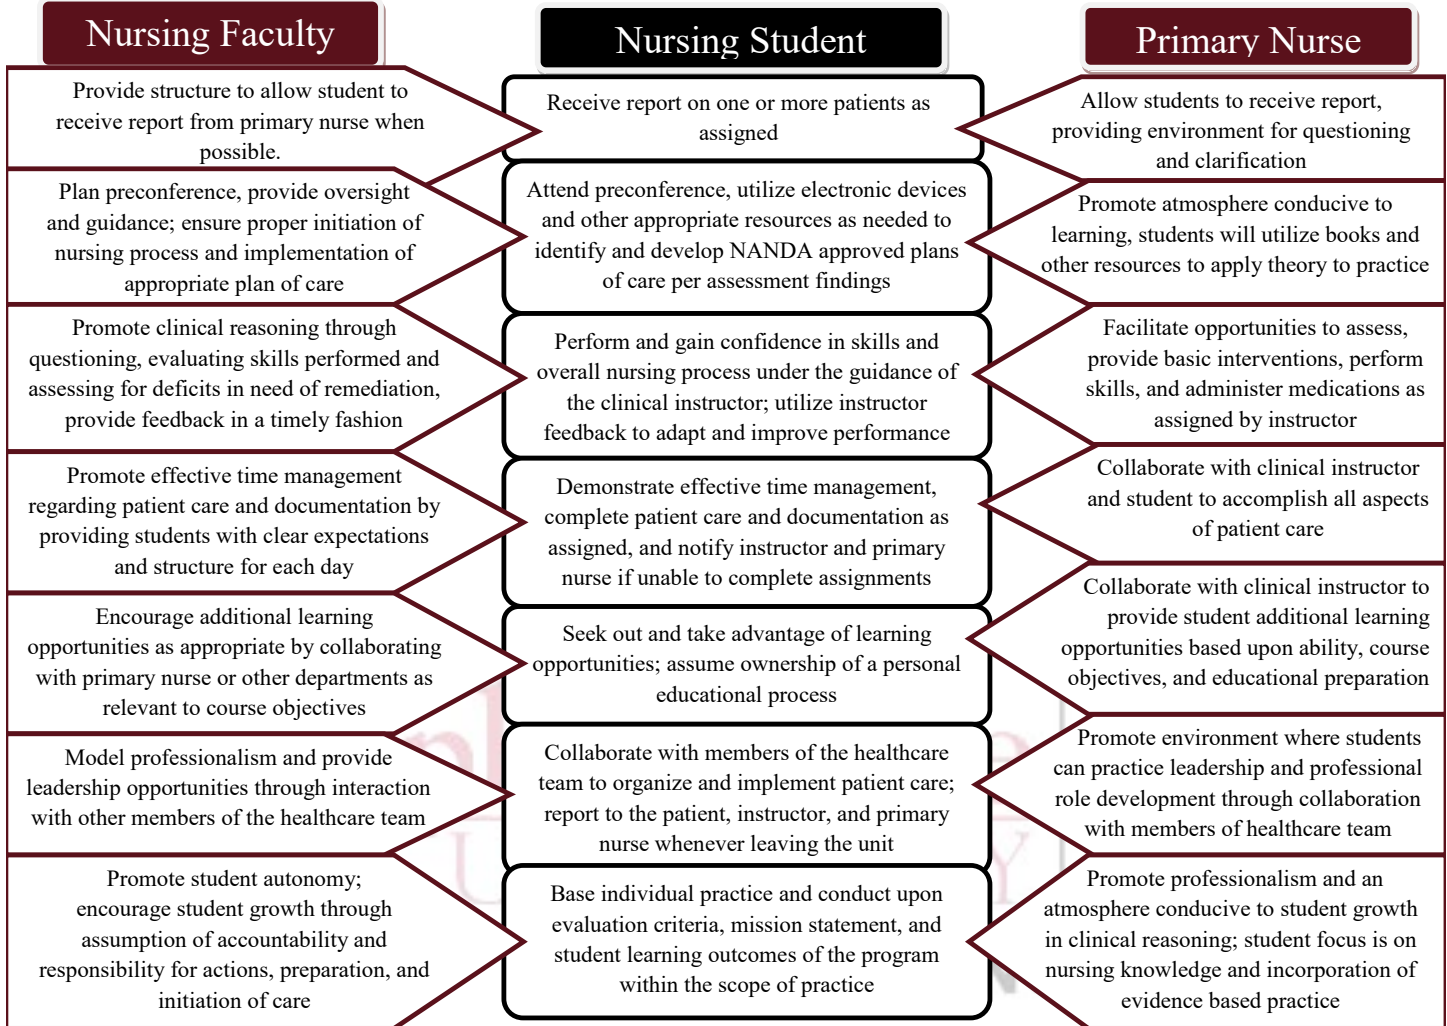 Nursing Faculty
Nursing Student
Primary Nurse
Provide structure to allow student to
receive report from primary nurse when
possible.
Receive report on one or more patients as
assigned
Allow students to receive report,
providing environment for questioning
and clarification
Plan preconference, provide oversight
and guidance; ensure proper initiation of
nursing process and implementation of
appropriate plan of care
Attend preconference, utilize electronic devices
and other appropriate resources as needed to
identify and develop NANDA approved plans
of care per assessment findings
Promote atmosphere conducive to
learning, students will utilize books and
other resources to apply theory to practice
Promote clinical reasoning through
questioning, evaluating skills performed and
assessing for deficits in need of remediation,
provide feedback in a timely fashion
Perform and gain confidence in skills and
overall nursing process under the guidance of
the clinical instructor; utilize instructor
feedback to adapt and improve performance
Facilitate opportunities to assess,
provide basic interventions, perform
skills, and administer medications as
assigned by instructor
Promote effective time management
regarding patient care and documentation by
providing students with clear expectations
and structure for each day
Demonstrate effective time management,
complete patient care and documentation as
assigned, and notify instructor and primary
nurse if unable to complete assignments
Collaborate with clinical instructor
and student to accomplish all aspects
of patient care
Encourage additional learning
opportunities as appropriate by collaborating
with primary nurse or other departments as
relevant to course objectives
Seek out and take advantage of learning
opportunities; assume ownership of a personal
educational process
Collaborate with clinical instructor to
provide student additional learning
opportunities based upon ability, course
objectives, and educational preparation
Model professionalism and provide
leadership opportunities through interaction
with other members of the healthcare team
Collaborate with members of the healthcare
team to organize and implement patient care;
report to the patient, instructor, and primary
nurse whenever leaving the unit
Promote environment where students
can practice leadership and professional
role development through collaboration
with members of healthcare team
Promote student autonomy;
encourage student growth through
assumption of accountability and
responsibility for actions, preparation, and
initiation of care
Base individual practice and conduct upon
evaluation criteria, mission statement, and
student learning outcomes of the program
within the scope of practice
Promote professionalism and an
atmosphere conducive to student growth
in clinical reasoning; student focus is on
nursing knowledge and incorporation of
evidence based practice